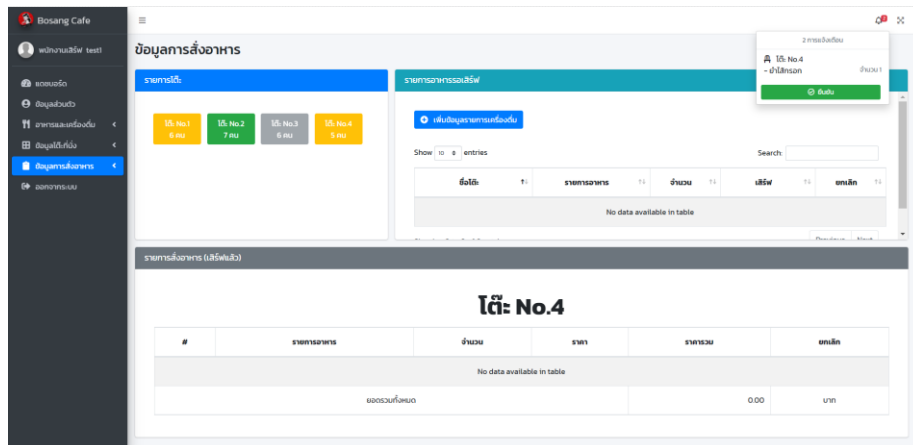 Bosang Cafe
พนักงานเสิร์ฟ test1
แดชบอร์ด
ข้อมูลส่วนตัว
อาหารและเครื่องดื่ม
ข้อมูลโต๊ะที่นั่ง
ข้อมูลการสั่งอาหาร
ออกจากระบบ
2 การแจ้งเตือน
โต๊ะ No.4
- ยำไส้กรอก จำนวน 1
ยืนยัน
ข้อมูลการสั่งอาหาร
รายการโต๊ะ
โต๊ะ No.1
6 คน
โต๊ะ No.2
7 คน
โต๊ะ No.3
6 คน
โต๊ะ No.4
5 คน
รายการอาหารรอเสิร์ฟ
เพิ่มข้อมูลรายการเครื่องดื่ม
Show 10 entries Search:
ชื่อโต๊ะ รายการอาหาร จำนวน เสิร์ฟ ยกเลิก
No data available in table
Previous Next
รายการสั่งอาหาร (เสิร์ฟแล้ว)
โต๊ะ No.4
# รายการอาหาร จำนวน ราคา ราคารวม ยกเลิก
No data available in table
ยอดรวมทั้งหมด 0.00 บาท